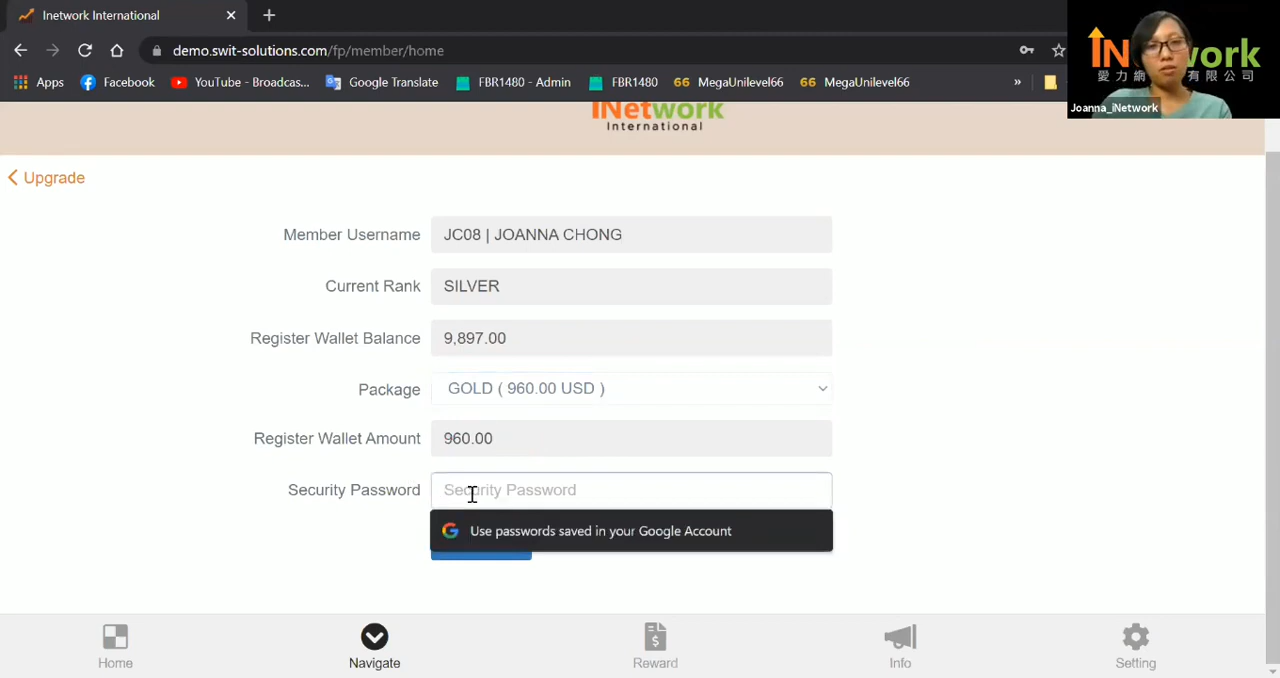 Inetwork International
demo.swit-solutions.com/fp/member/home
Apps Facebook YouTube - Broadcas... Google Translate FBR1480 - Admin FBR1480 MegaUnilevel66 MegaUnilevel66 »
Joanna_iNetwork
iNetwork
International
Upgrade
Member Username JC08 | JOANNA CHONG
Current Rank SILVER
Register Wallet Balance 9,897.00
Package GOLD ( 960.00 USD )
Register Wallet Amount 960.00
Security Password Security Password
Use passwords saved in your Google Account
Home Navigate Reward Info Setting